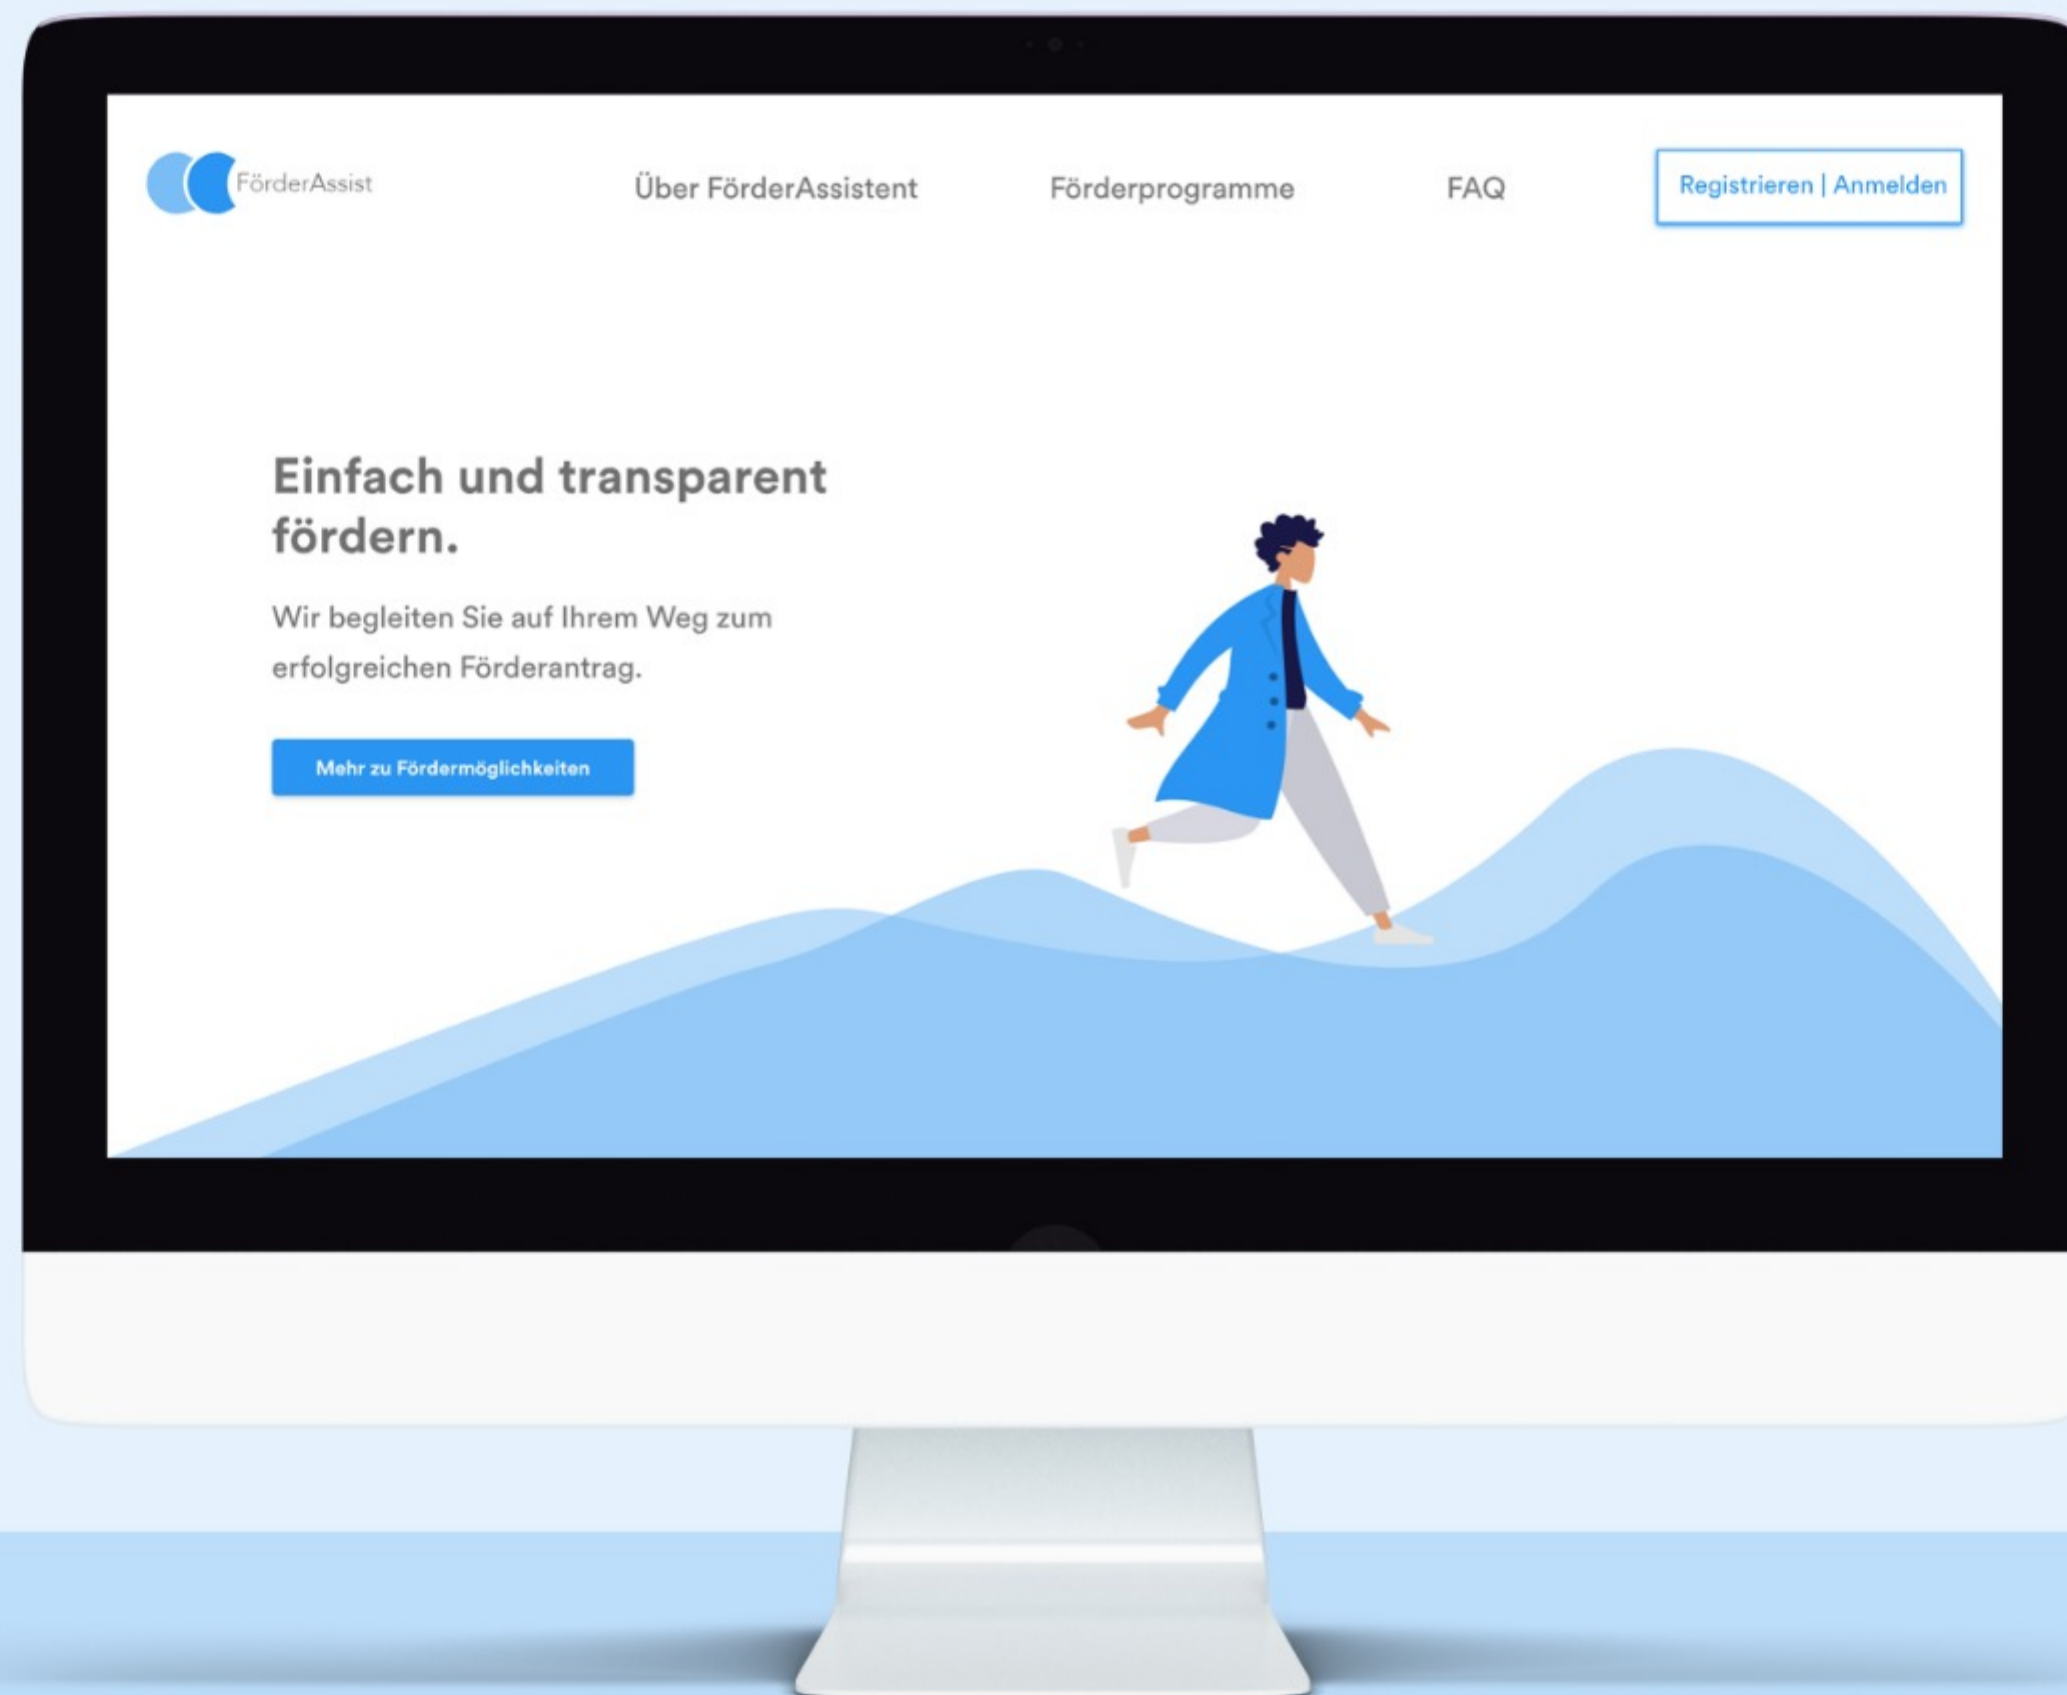 FörderAssist
Über FörderAssistent
Förderprogramme
FAQ
Registrieren | Anmelden
Einfach und transparent
fördern.
Wir begleiten Sie auf Ihrem Weg zum
erfolgreichen Förderantrag.
Mehr zu Fördermöglichkeiten